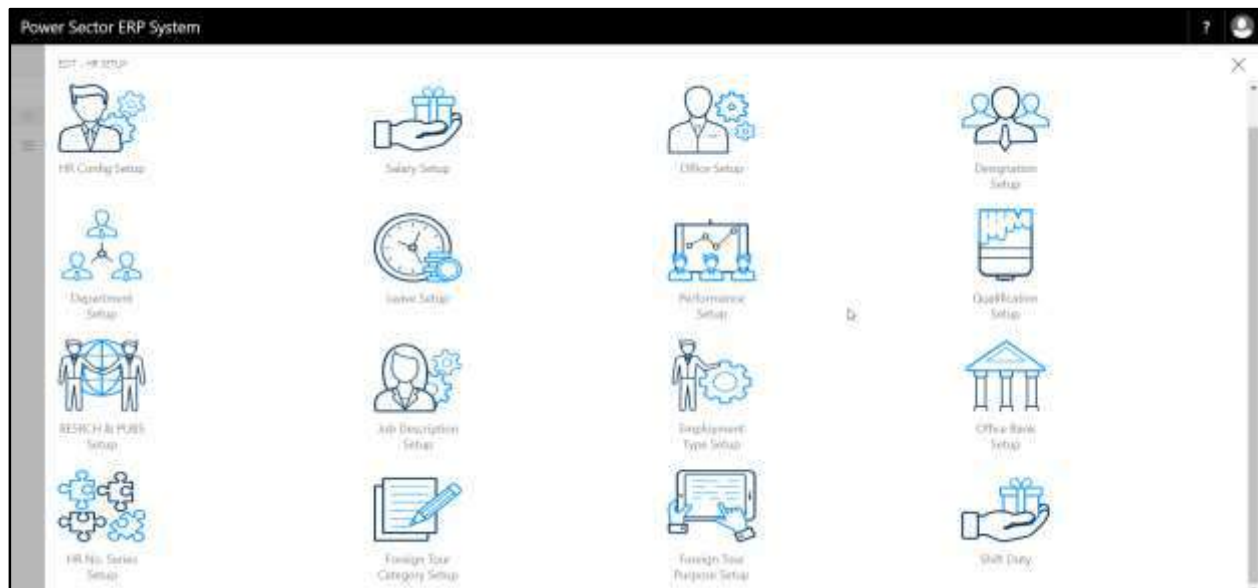 Power Sector ERP System ?
EDIT - HR SETUP
HR Config Setup Salary Setup Office Setup Designation
Setup
Department Leave Setup Performance Qualification
Setup Setup Setup
RESRCH & PUBS Job Description Employment Office Bank
Setup Setup Type Setup Setup
HR No. Series Foreign Tour Foreign Tour Shift Duty
Setup Category Setup Purpose Setup